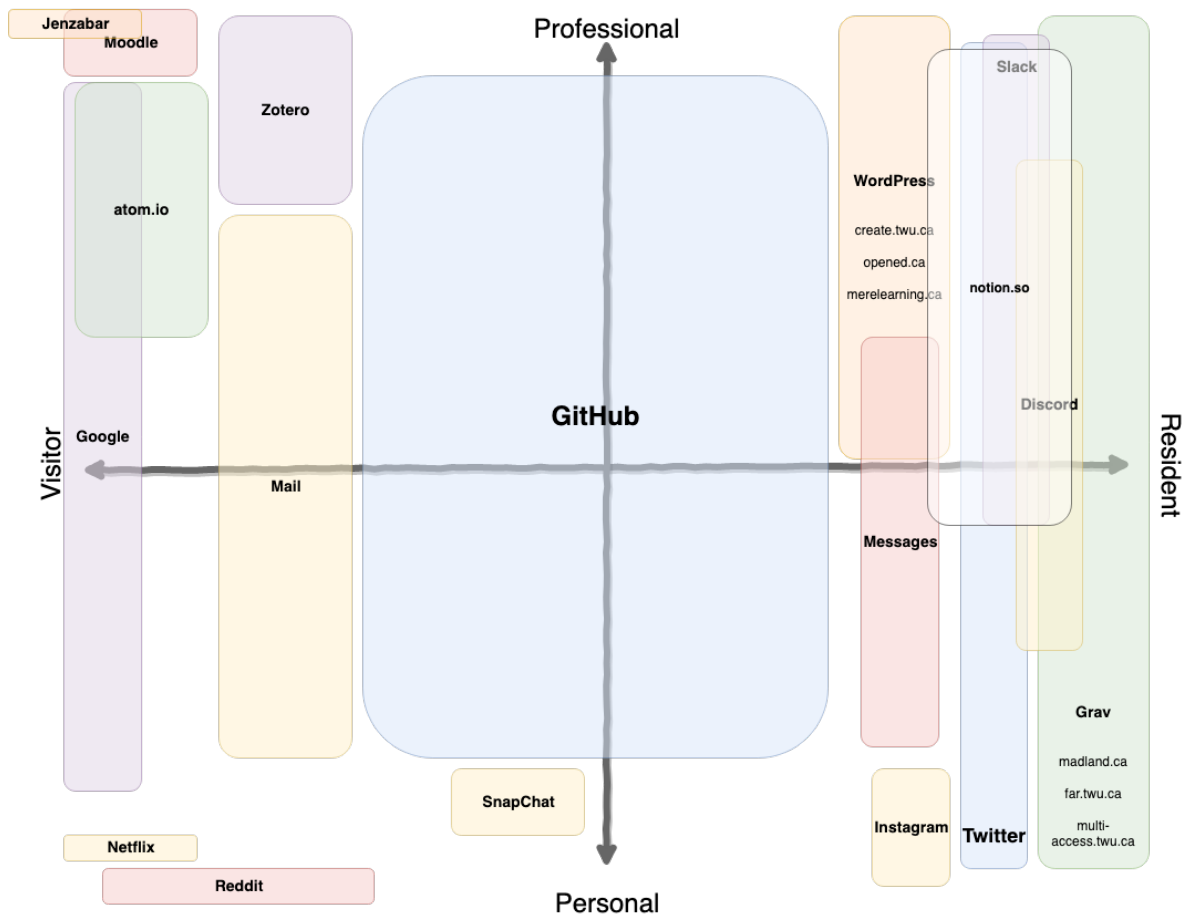 Jenzabar
Moodle
Professional
Slack
Zotero
WordPress
atom.io
create.twu.ca
opened.ca
notion.so
merelearning.ca
Discord
GitHub
Google
Visitor
Resident
Mail
Messages
Grav
madland.ca
far.twu.ca
SnapChat
Instagram
Twitter
multi-
access.twu.ca
Netflix
Reddit
Personal